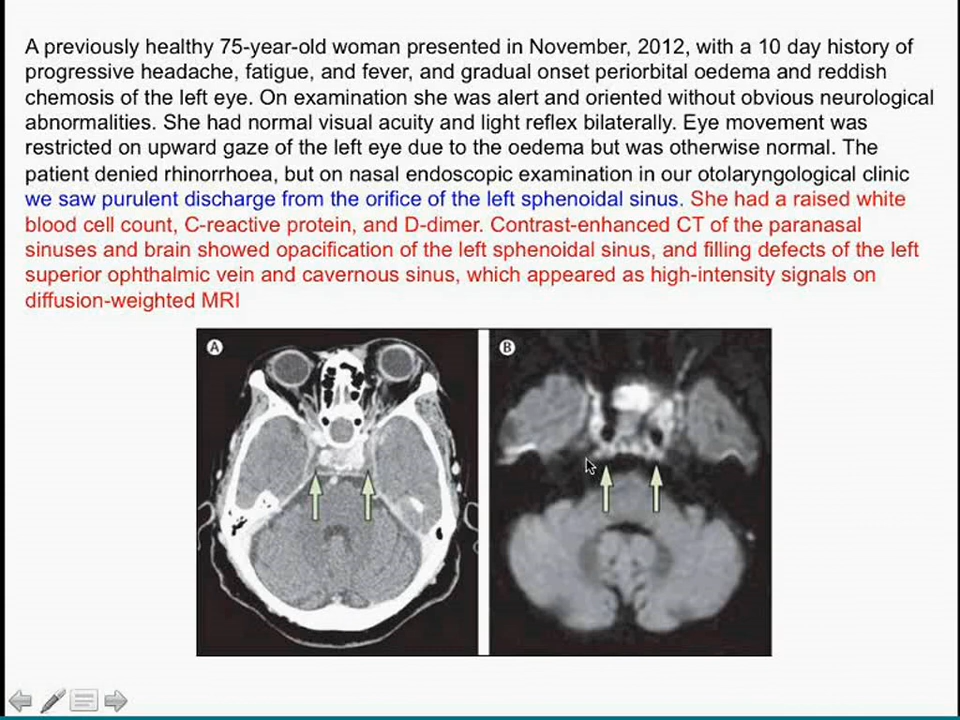 A previously healthy 75-year-old woman presented in November, 2012, with a 10 day history of
progressive headache, fatigue, and fever, and gradual onset periorbital oedema and reddish
chemosis of the left eye. On examination she was alert and oriented without obvious neurological
abnormalities. She had normal visual acuity and light reflex bilaterally. Eye movement was
restricted on upward gaze of the left eye due to the oedema but was otherwise normal. The
patient denied rhinorrhoea, but on nasal endoscopic examination in our otolaryngological clinic
we saw purulent discharge from the orifice of the left sphenoidal sinus. She had a raised white
blood cell count, C-reactive protein, and D-dimer. Contrast-enhanced CT of the paranasal
sinuses and brain showed opacification of the left sphenoidal sinus, and filling defects of the left
superior ophthalmic vein and cavernous sinus, which appeared as high-intensity signals on
diffusion-weighted MRI
A
B